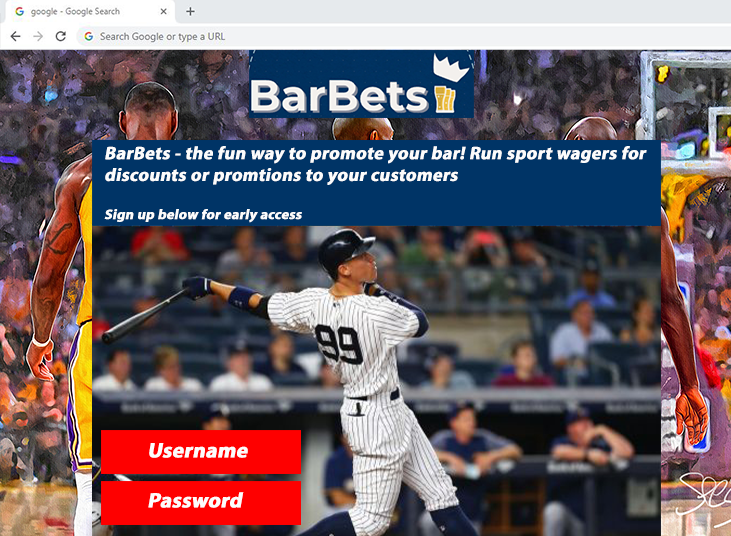 google - Google Search
Search Google or type a URL
BarBets
BarBets - the fun way to promote your bar! Run sport wagers for
discounts or promtions to your customers
Sign up below for early access
99
Username
Password